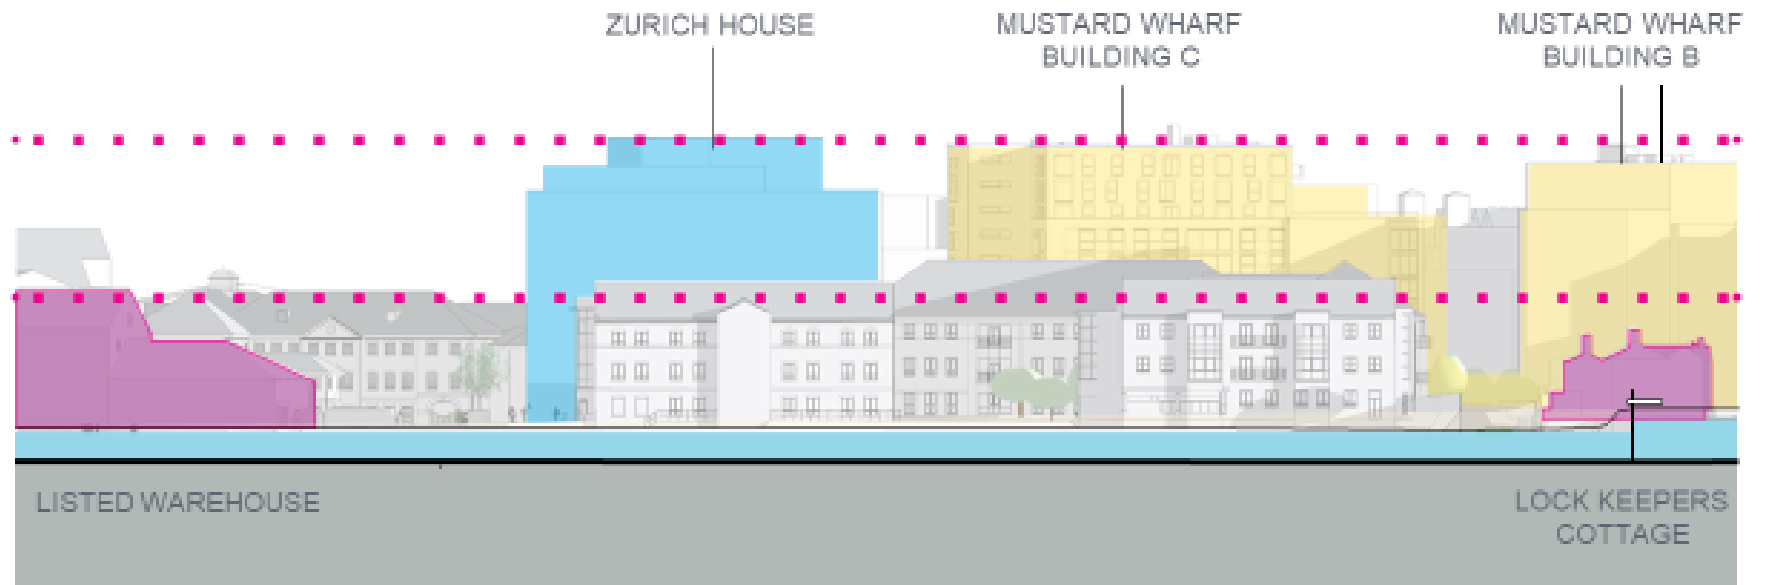 ZURICH HOUSE
MUSTARD WHARF
BUILDING C
MUSTARD WHARF
BUILDING B
LISTED WAREHOUSE
LOCK KEEPERS
COTTAGE